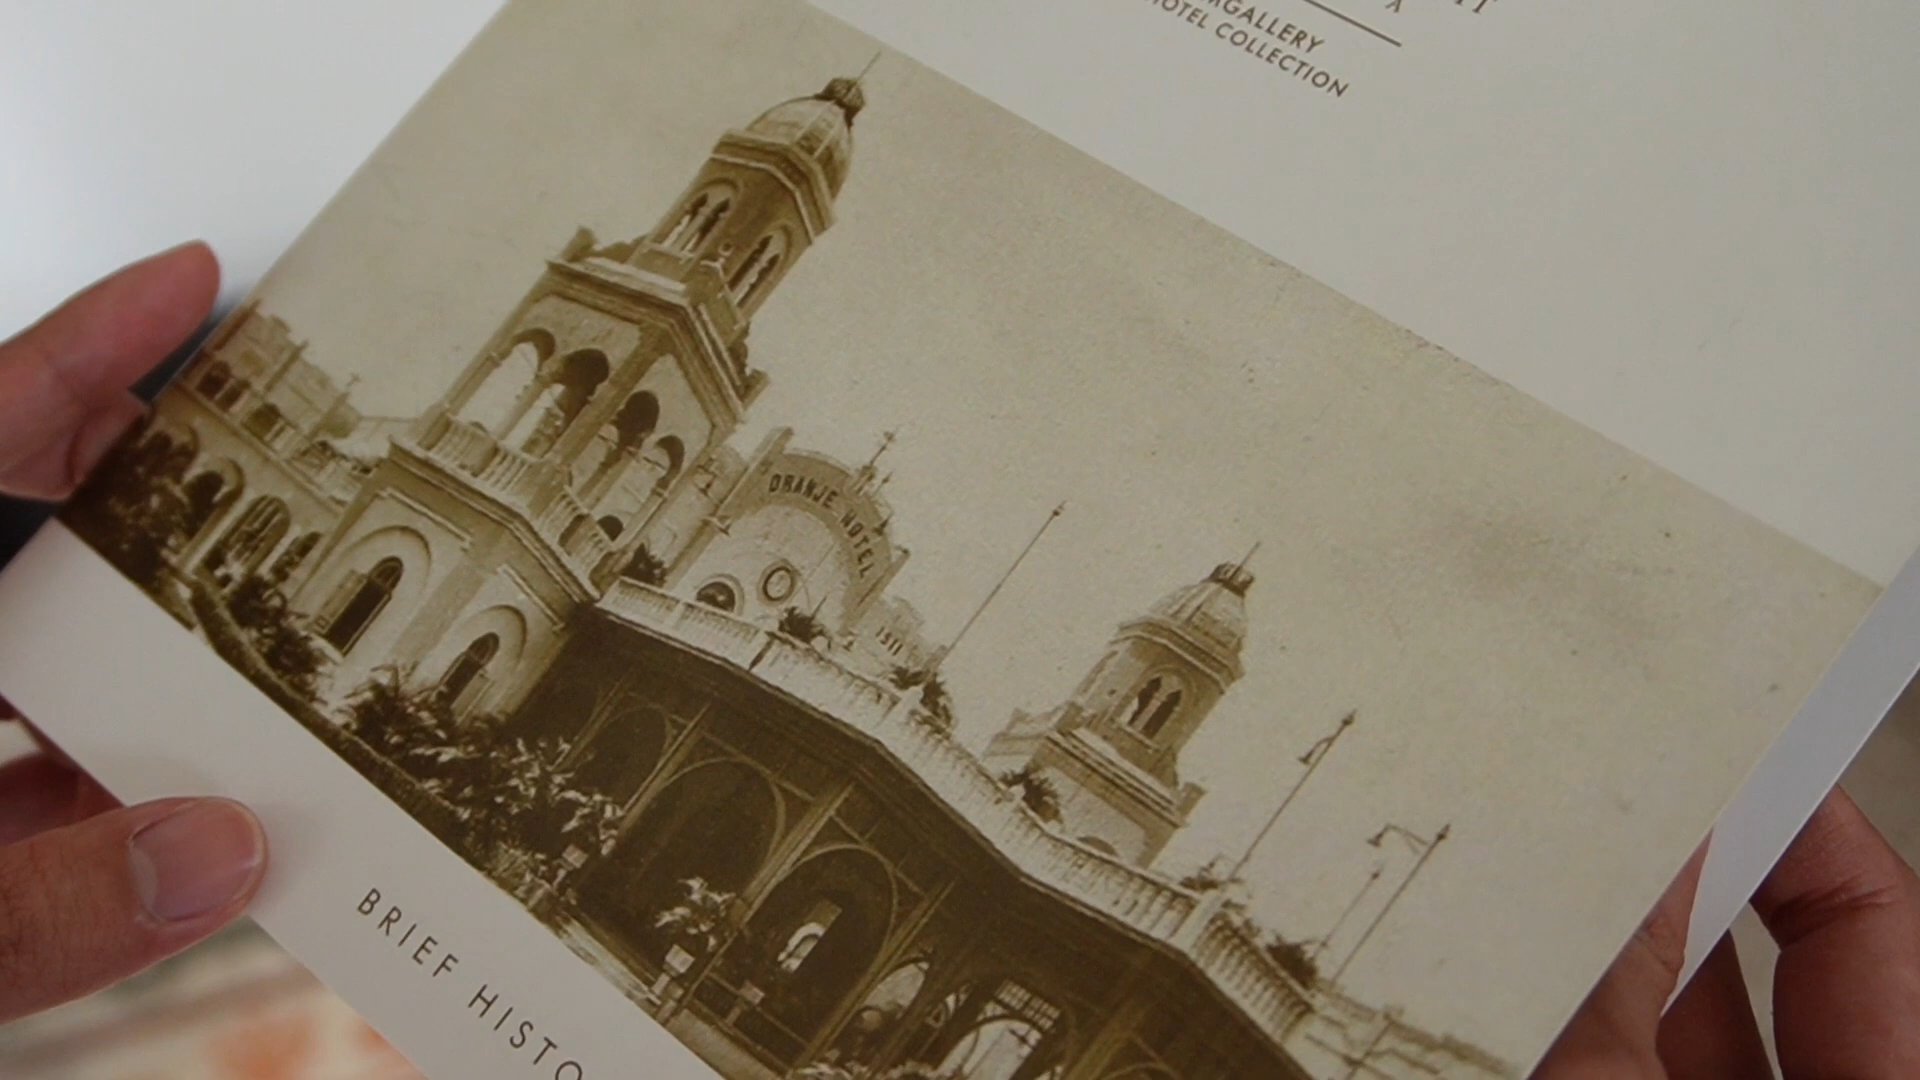 MGALLERY
HOTEL COLLECTION
ORANJE HOTEL
1911
BRIEF HISTO